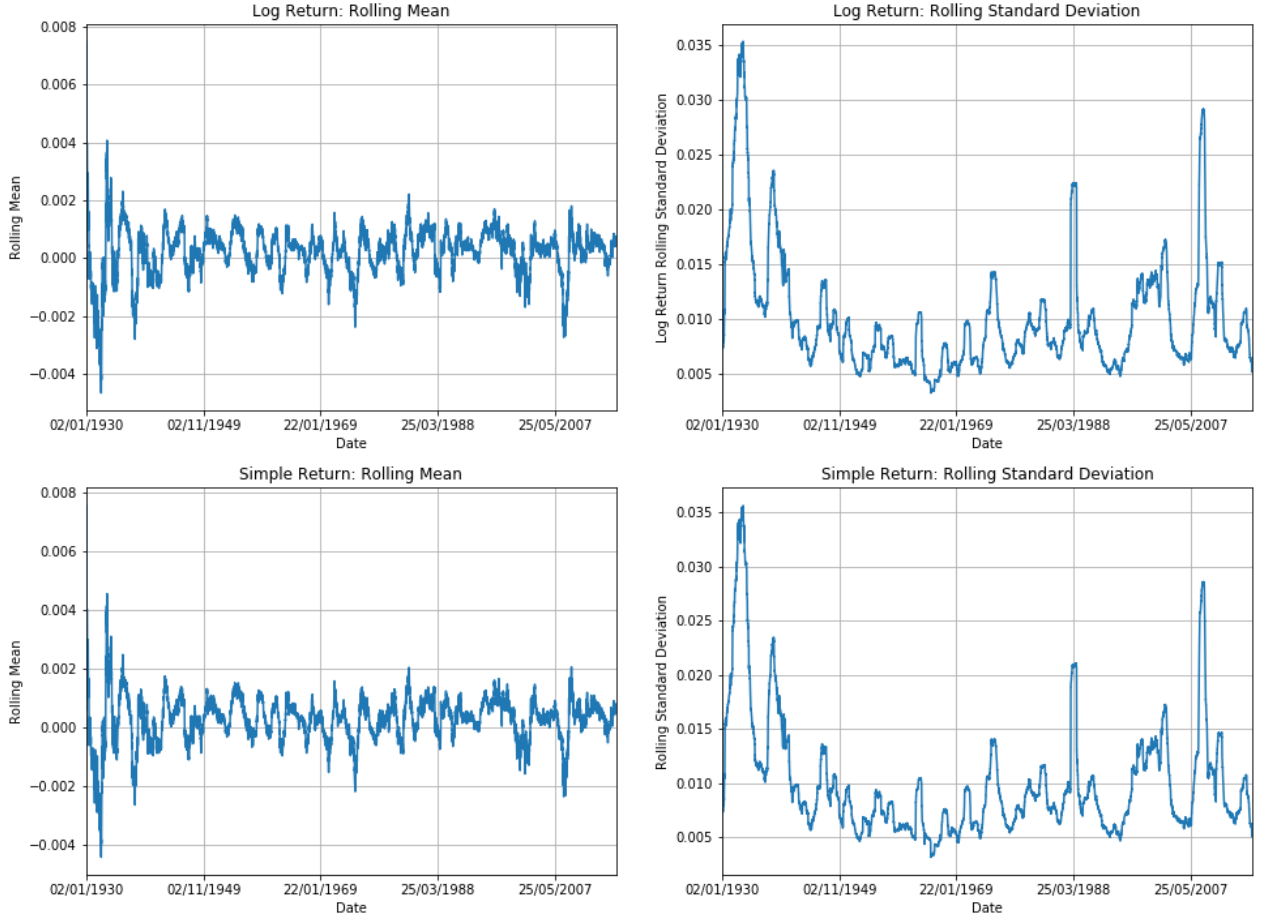 Log Return: Rolling Mean
0.008
0.006
0.004
0.002
0.000
−0.002
−0.004
Rolling Mean
02/01/1930 02/11/1949 22/01/1969 25/03/1988 25/05/2007
Date
Log Return: Rolling Standard Deviation
0.035
0.030
0.025
0.020
0.015
0.010
0.005
Log Return Rolling Standard Deviation
02/01/1930 02/11/1949 22/01/1969 25/03/1988 25/05/2007
Date
Simple Return: Rolling Mean
0.008
0.006
0.004
0.002
0.000
−0.002
−0.004
Rolling Mean
02/01/1930 02/11/1949 22/01/1969 25/03/1988 25/05/2007
Date
Simple Return: Rolling Standard Deviation
0.035
0.030
0.025
0.020
0.015
0.010
0.005
Rolling Standard Deviation
02/01/1930 02/11/1949 22/01/1969 25/03/1988 25/05/2007
Date